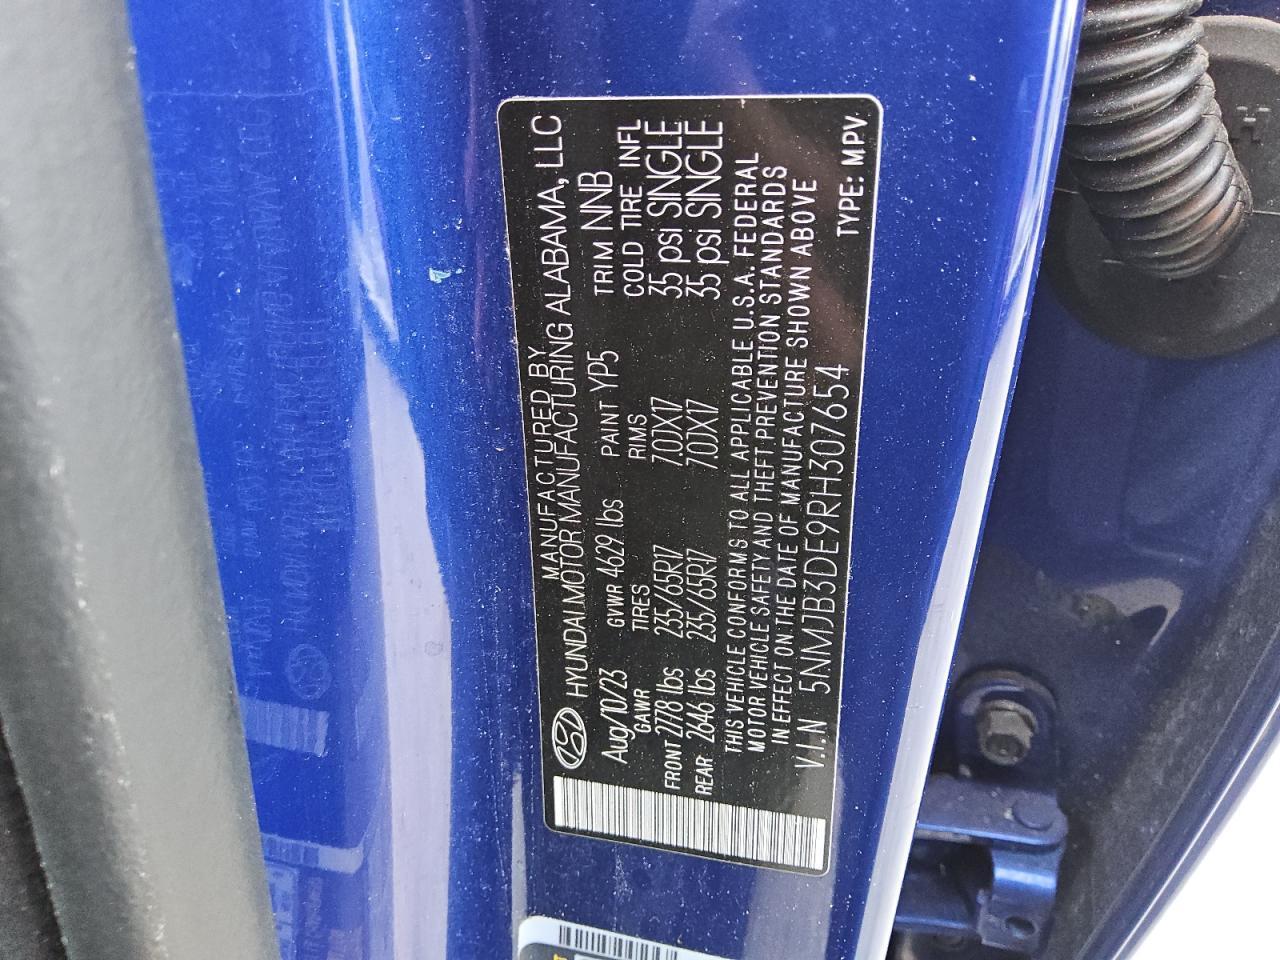 MANUFACTURED BY
HYUNDAI MOTOR MANUFACTURING ALABAMA, LLC
Aug/10/23 GVWR 4629 lbs PAINT YP5 TRIM NNB
GAWR TIRES RIMS COLD TIRE INFL
FRONT 2778 lbs 235/65R17 7.0JX17 35 psi SINGLE
REAR 2646 lbs 235/65R17 7.0JX17 35 psi SINGLE
THIS VEHICLE CONFORMS TO ALL APPLICABLE U.S.A. FEDERAL
MOTOR VEHICLE SAFETY AND THEFT PREVENTION STANDARDS
IN EFFECT ON THE DATE OF MANUFACTURE SHOWN ABOVE
V.I.N 5NMJB3DE9RH307654
TYPE: MPV